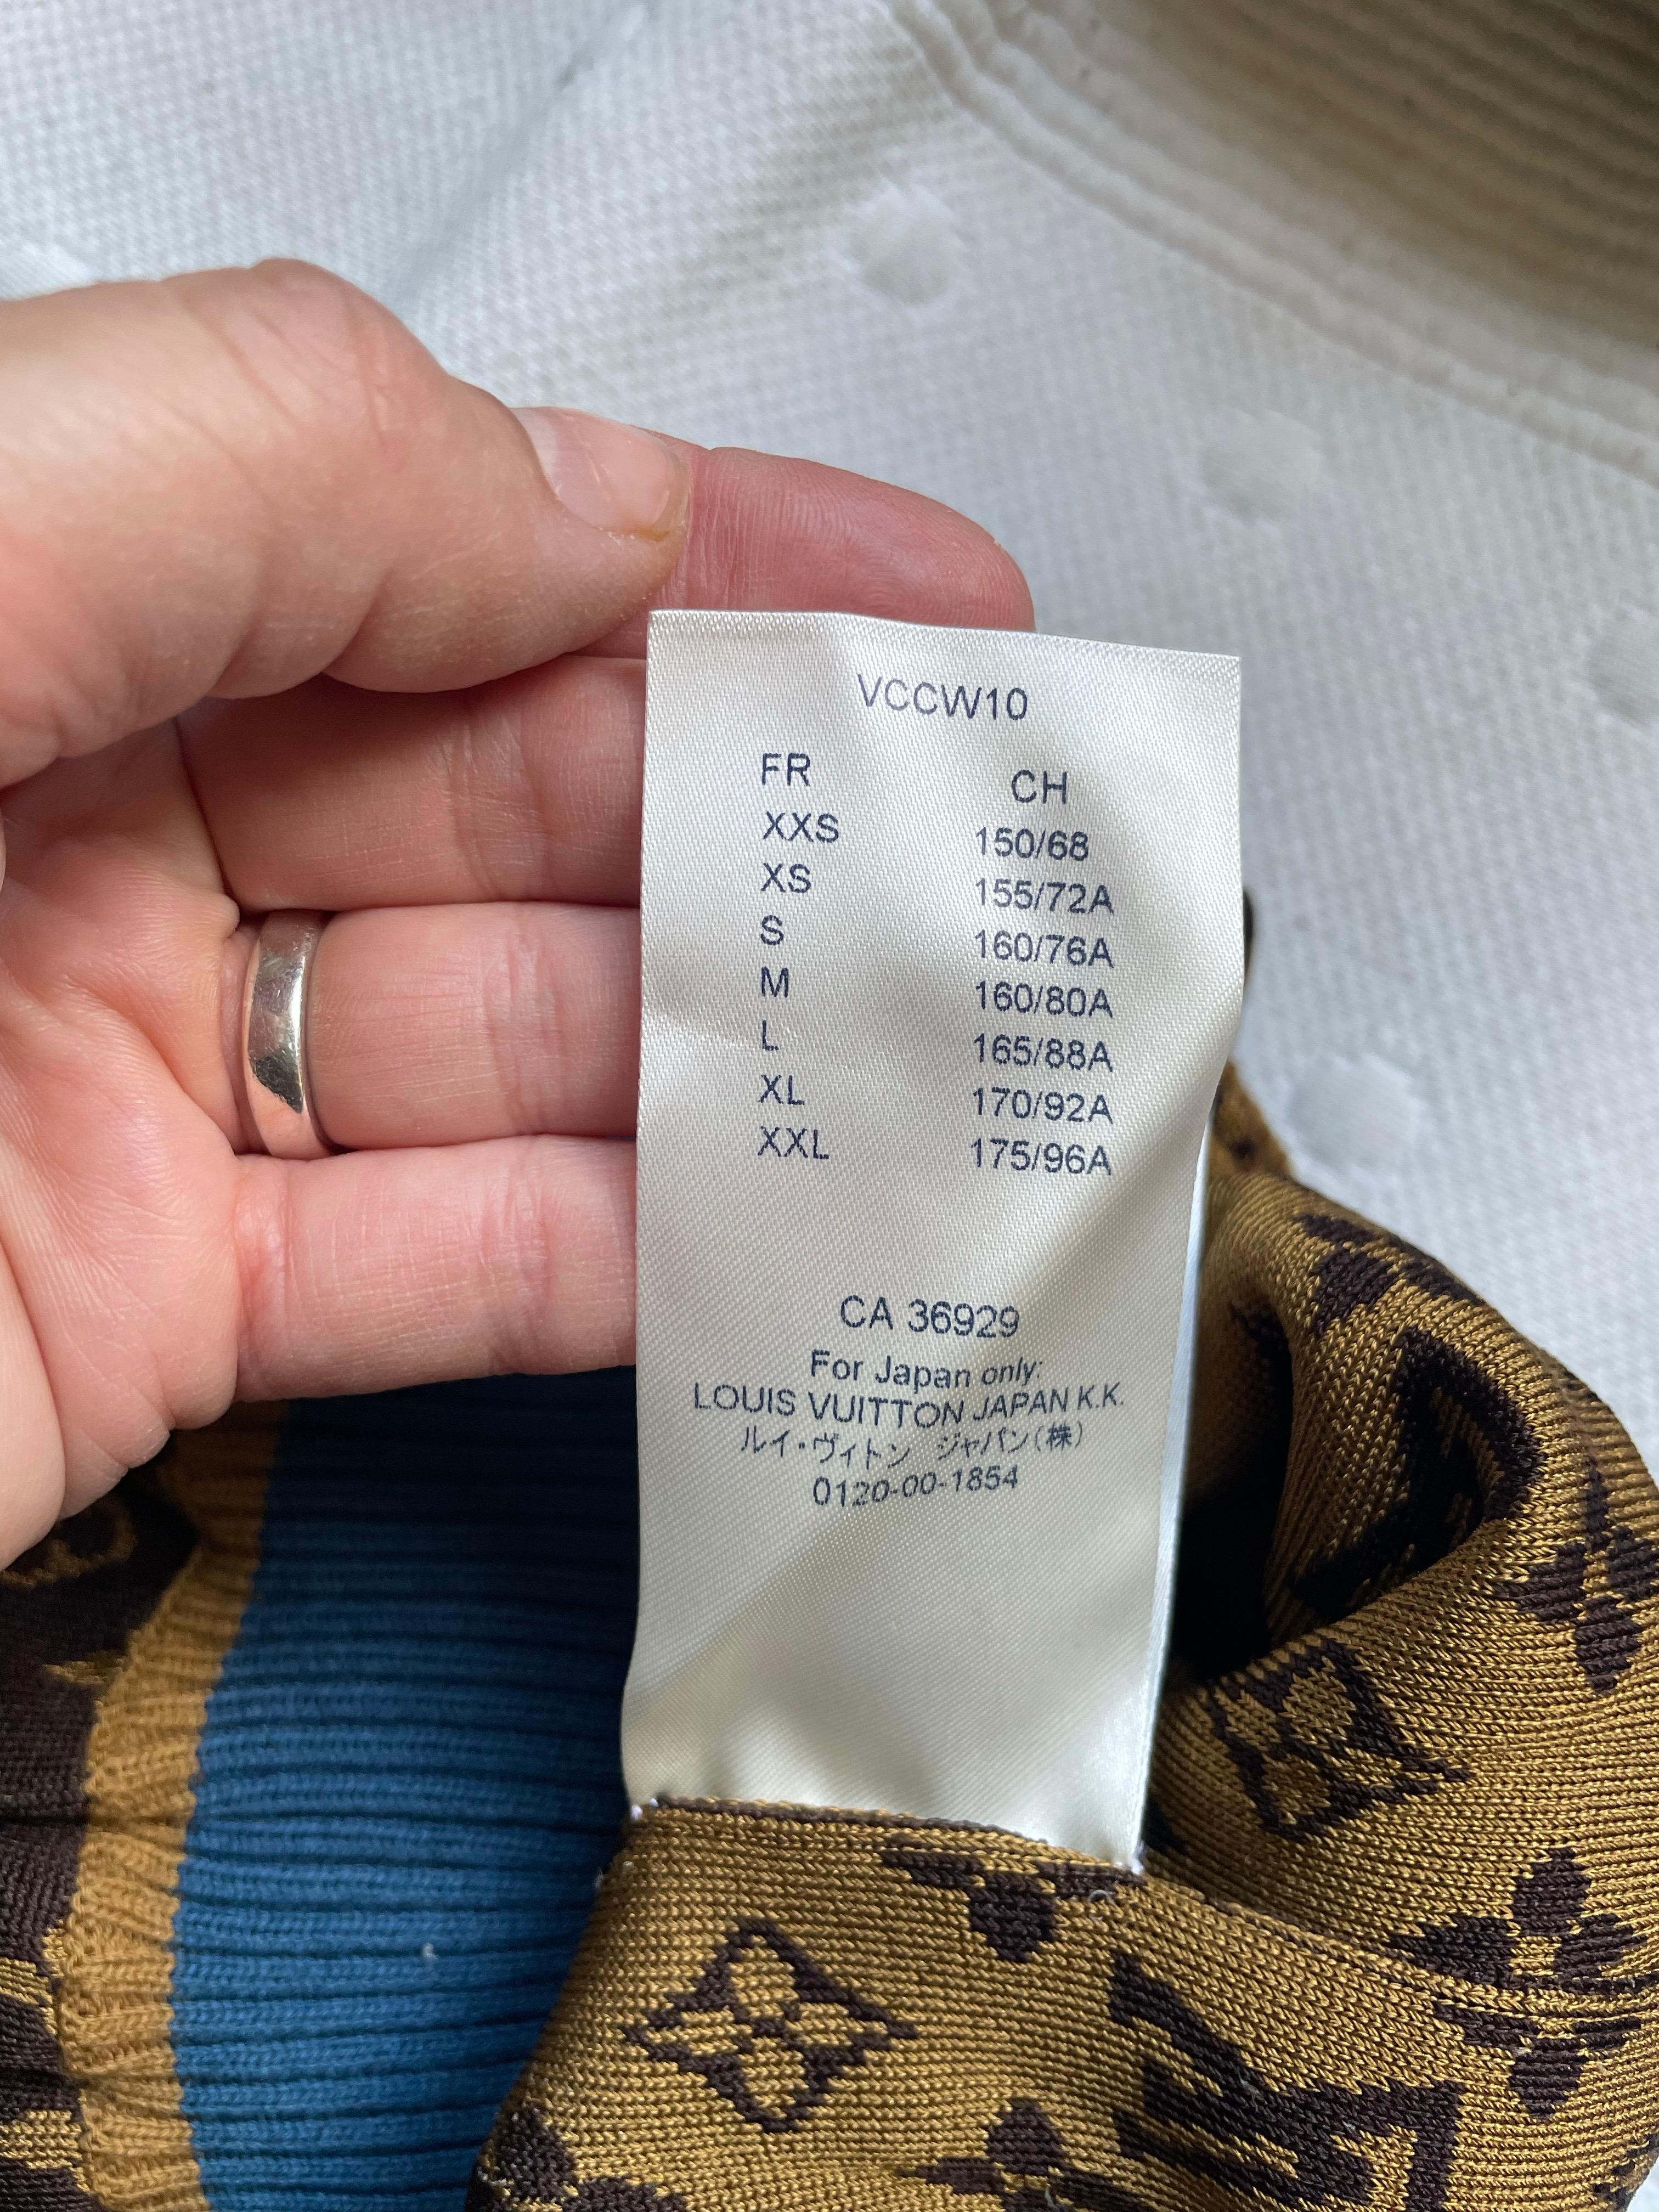 VCCW10
FR CH
XXS 150/68
XS 155/72A
S 160/76A
M 160/80A
L 165/88A
XL 170/92A
XXL 175/96A
CA 36929
For Japan only:
LOUIS VUITTON JAPAN K.K.
ルイ・ヴィトン ジャパン(株)
0120-00-1854